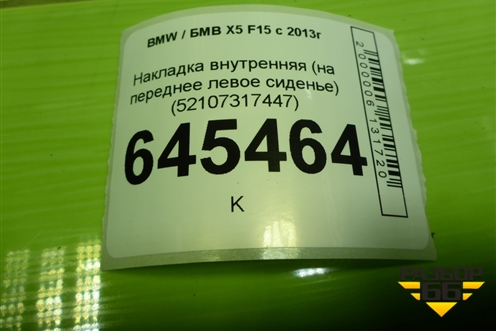 BMW / БМВ X5 F15 с 2013г
Накладка внутренняя (на
переднее левое сиденье)
(52107317447)
645464
K
2000006131720
РАЗБОР
66